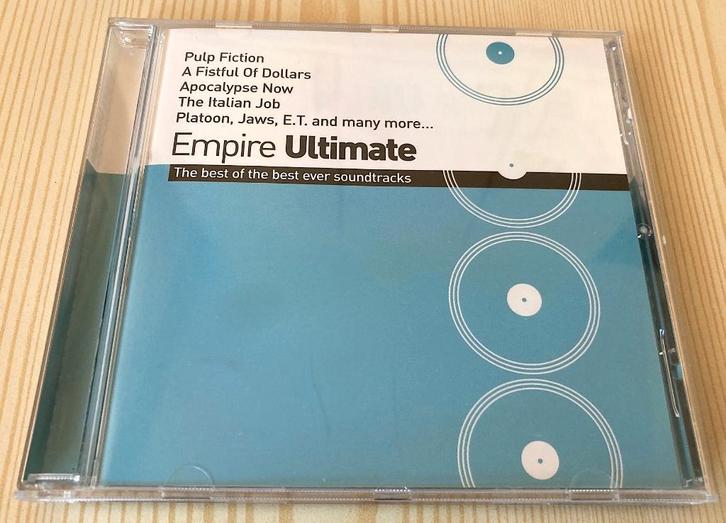 Pulp Fiction
A Fistful Of Dollars
Apocalypse Now
The Italian Job
Platoon, Jaws, E.T. and many more...
Empire Ultimate
The best of the best ever soundtracks